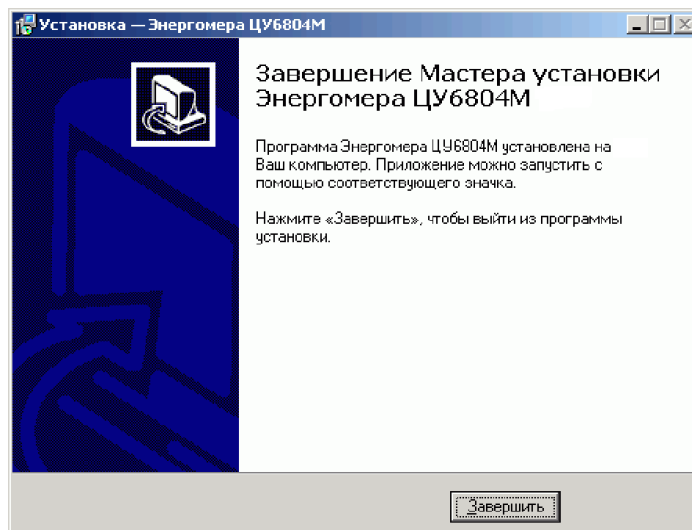 Установка — Энергомера ЦУ6804М
Завершение Мастера установки
Энергомера ЦУ6804М
Программа Энергомера ЦУ6804М установлена на
Ваш компьютер. Приложение можно запустить с
помощью соответствующего значка.
Нажмите «Завершить», чтобы выйти из программы
установки.
Завершить